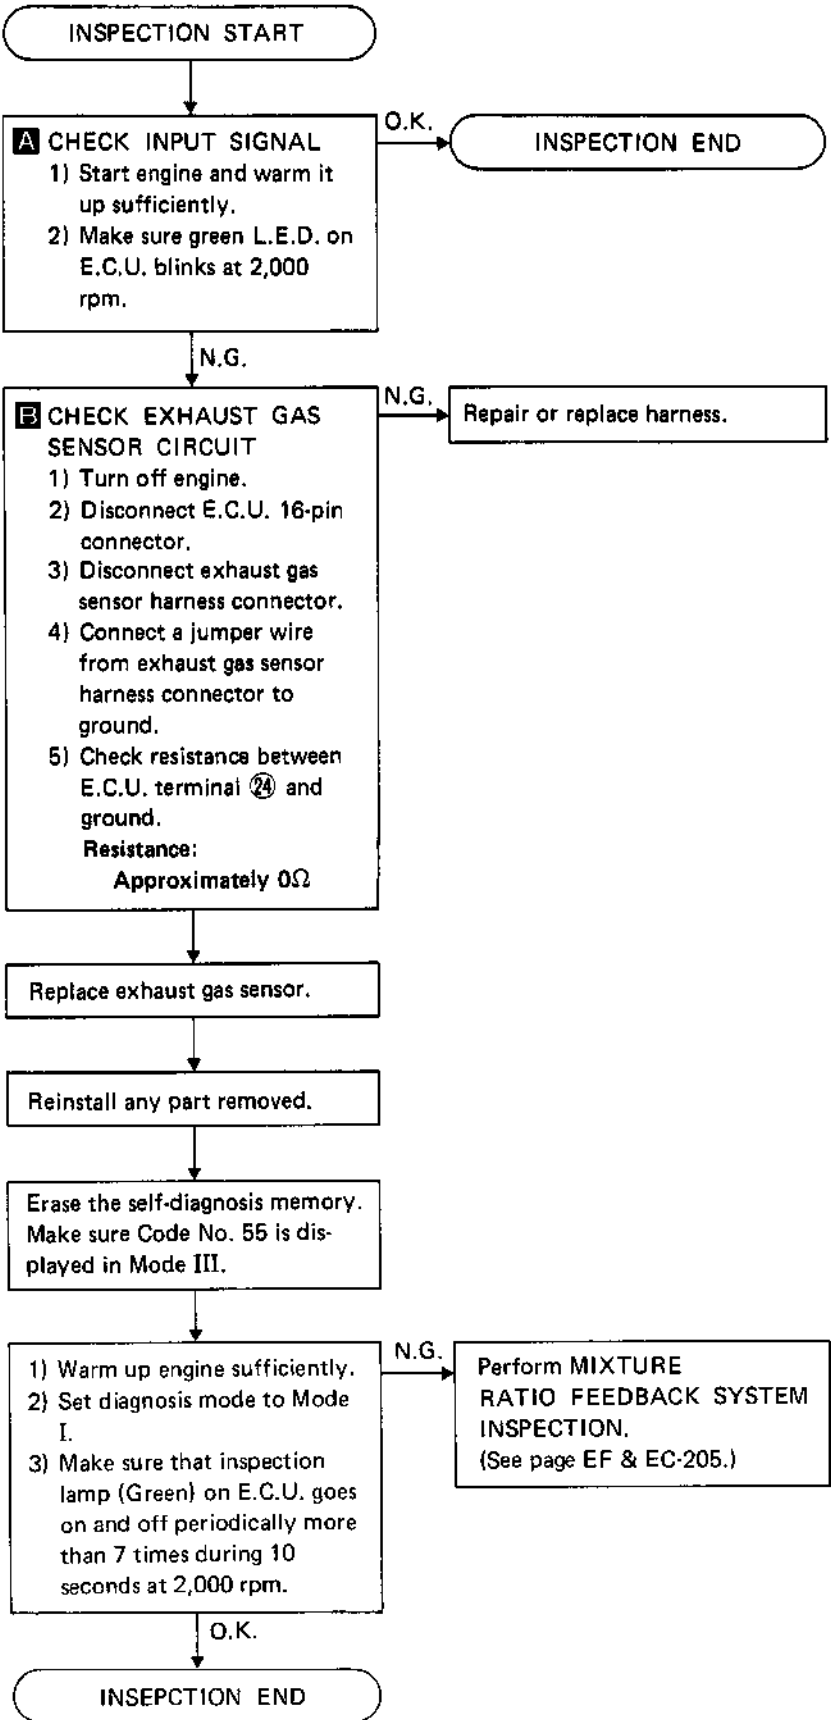 INSPECTION START
A CHECK INPUT SIGNAL
1) Start engine and warm it
up sufficiently.
2) Make sure green L.E.D. on
E.C.U. blinks at 2,000
rpm.
O.K.
INSPECTION END
N.G.
B CHECK EXHAUST GAS
SENSOR CIRCUIT
1) Turn off engine.
2) Disconnect E.C.U. 16-pin
connector.
3) Disconnect exhaust gas
sensor harness connector.
4) Connect a jumper wire
from exhaust gas sensor
harness connector to
ground.
5) Check resistance between
E.C.U. terminal ㉔ and
ground.
Resistance:
Approximately 0Ω
N.G.
Repair or replace harness.
Replace exhaust gas sensor.
Reinstall any part removed.
Erase the self-diagnosis memory.
Make sure Code No. 55 is dis-
played in Mode III.
1) Warm up engine sufficiently.
2) Set diagnosis mode to Mode
I.
3) Make sure that inspection
lamp (Green) on E.C.U. goes
on and off periodically more
than 7 times during 10
seconds at 2,000 rpm.
N.G.
Perform MIXTURE
RATIO FEEDBACK SYSTEM
INSPECTION.
(See page EF & EC-205.)
O.K.
INSEPCTION END